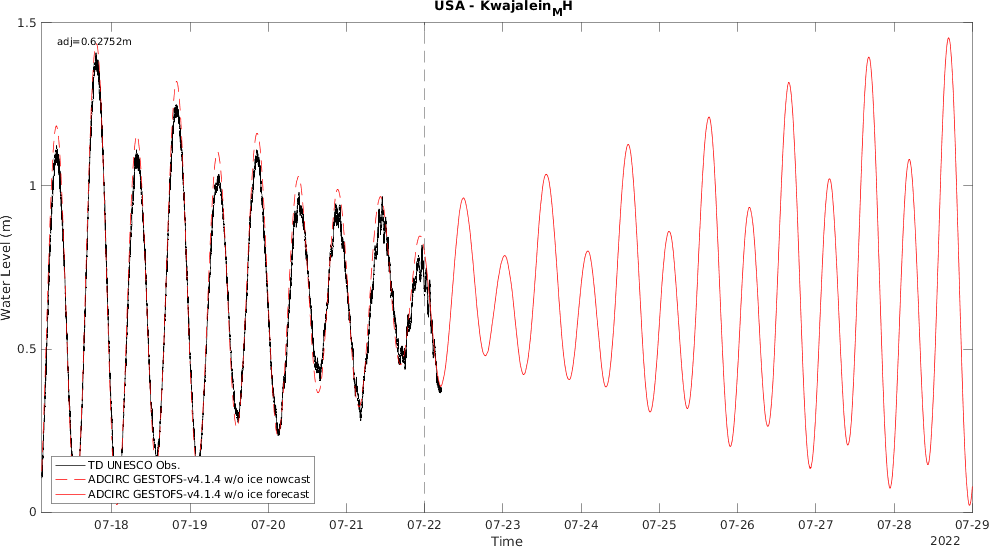 USA - Kwajalein_MH
adj=0.62752m
1.5
1
0.5
0
Water Level (m)
TD UNESCO Obs.
ADCIRC GESTOFS-v4.1.4 w/o ice nowcast
ADCIRC GESTOFS-v4.1.4 w/o ice forecast
07-18 07-19 07-20 07-21 07-22 07-23 07-24 07-25 07-26 07-27 07-28 07-29
Time
2022